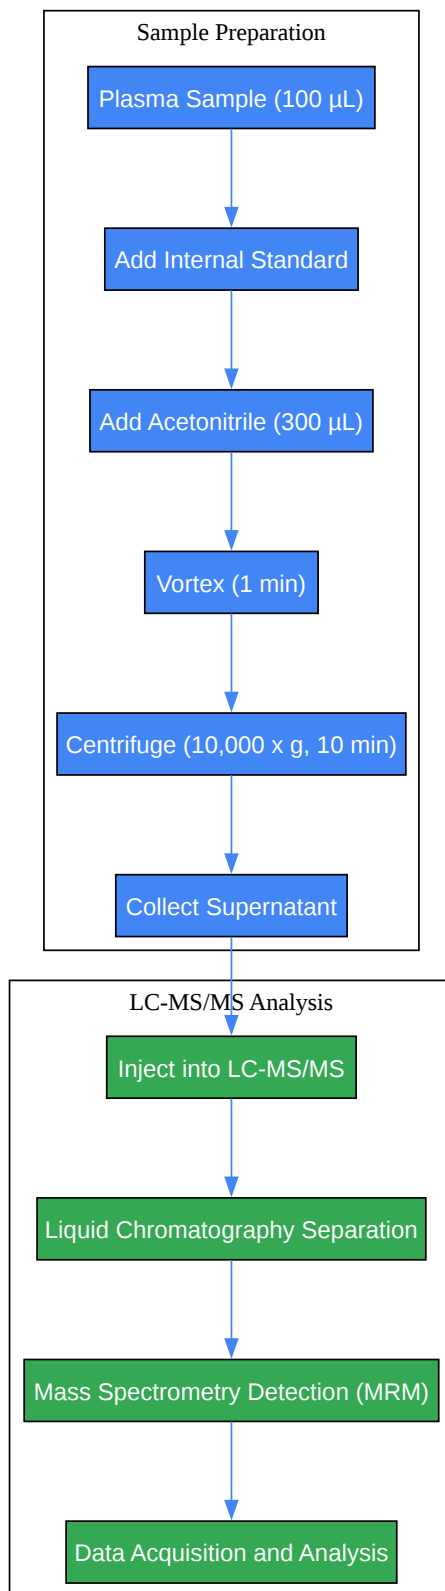 Sample Preparation
Plasma Sample (100 µL)
Add Internal Standard
Add Acetonitrile (300 µL)
Vortex (1 min)
Centrifuge (10,000 x g, 10 min)
Collect Supernatant
LC-MS/MS Analysis
Inject into LC-MS/MS
Liquid Chromatography Separation
Mass Spectrometry Detection (MRM)
Data Acquisition and Analysis